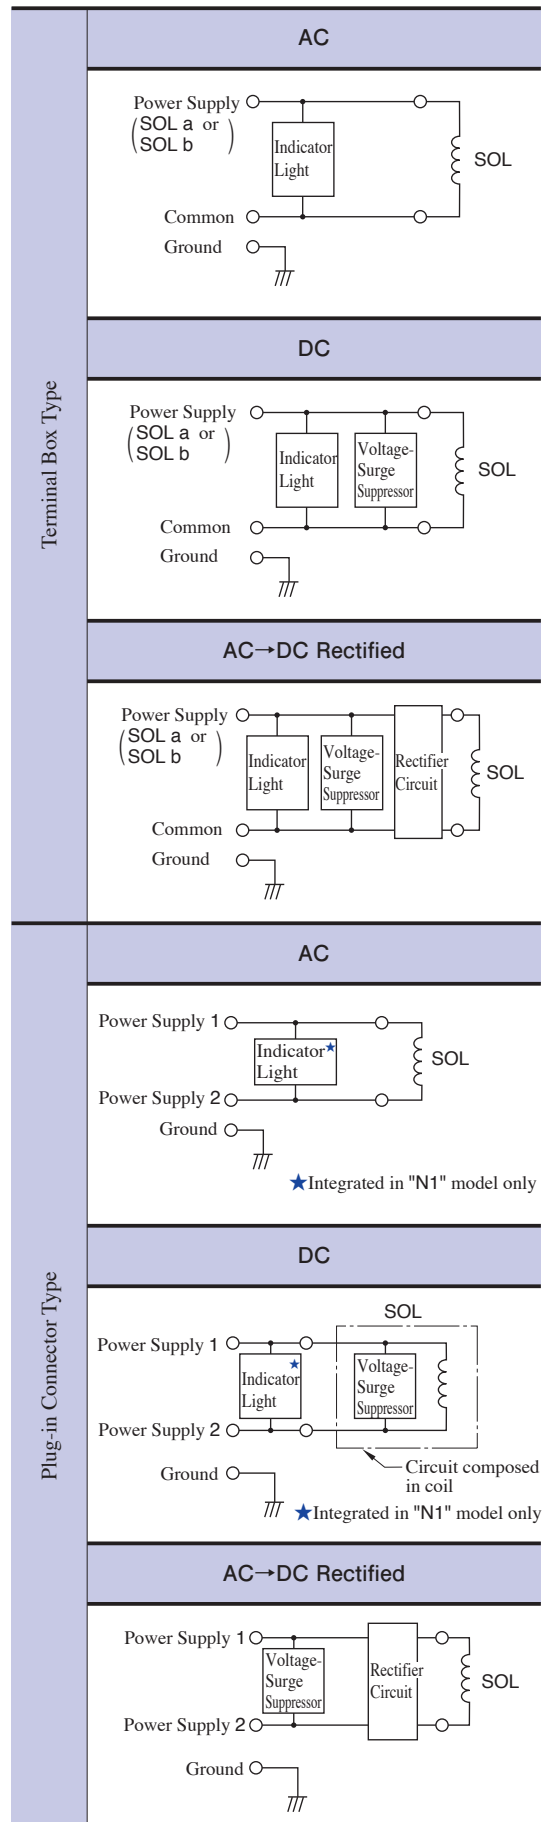 Terminal Box Type
AC
Power Supply
(SOL a or
SOL b)
Indicator
Light
SOL
Common
Ground
DC
Power Supply
(SOL a or
SOL b)
Indicator
Light
Voltage-
Surge
Suppressor
SOL
Common
Ground
AC→DC Rectified
Power Supply
(SOL a or
SOL b)
Indicator
Light
Voltage-
Surge
Suppressor
Rectifier
Circuit
SOL
Common
Ground
Plug-in Connector Type
AC
Power Supply 1
Indicator★
Light
SOL
Power Supply 2
Ground
★Integrated in "N1" model only
DC
SOL
Power Supply 1
★
Indicator
Light
Voltage-
Surge
Suppressor
Power Supply 2
Circuit composed
in coil
Ground
★Integrated in "N1" model only
AC→DC Rectified
Power Supply 1
Voltage-
Surge
Suppressor
Rectifier
Circuit
SOL
Power Supply 2
Ground